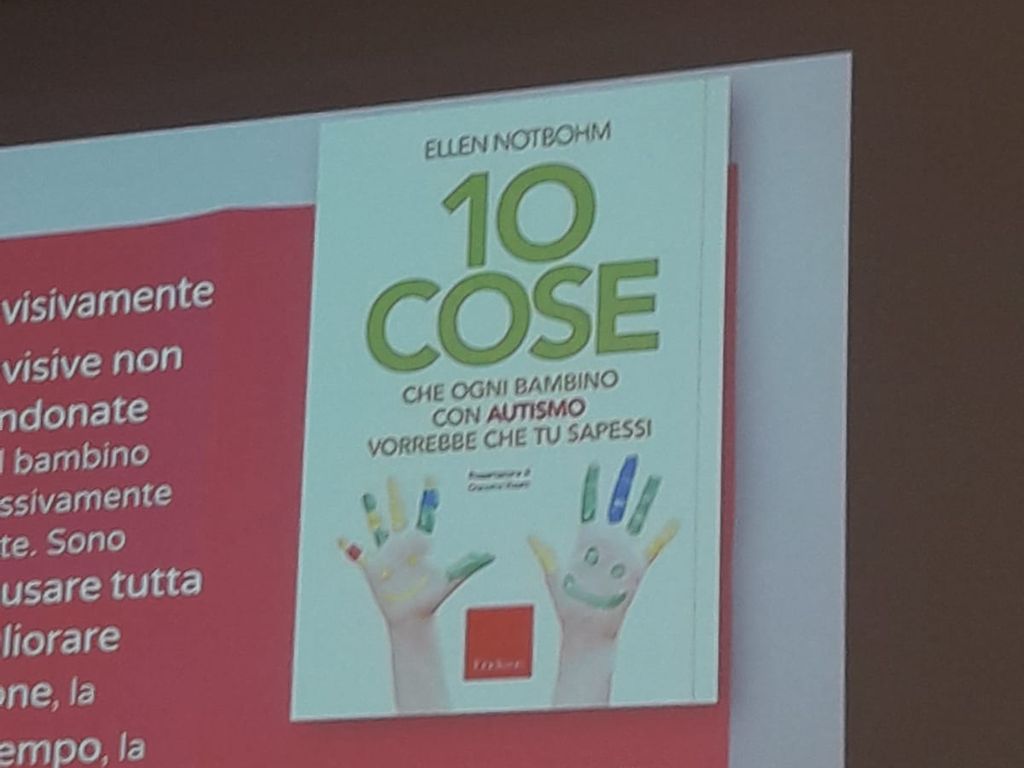 visivamente
visive non
ndonate
bambino
ssivamente
te. Sono
usare tutta
liorare
one, la
empo, la
ELLEN NOTBOHM
10
COSE
CHE OGNI BAMBINO
CON AUTISMO
VORREBBE CHE TU SAPESSI
Erickson